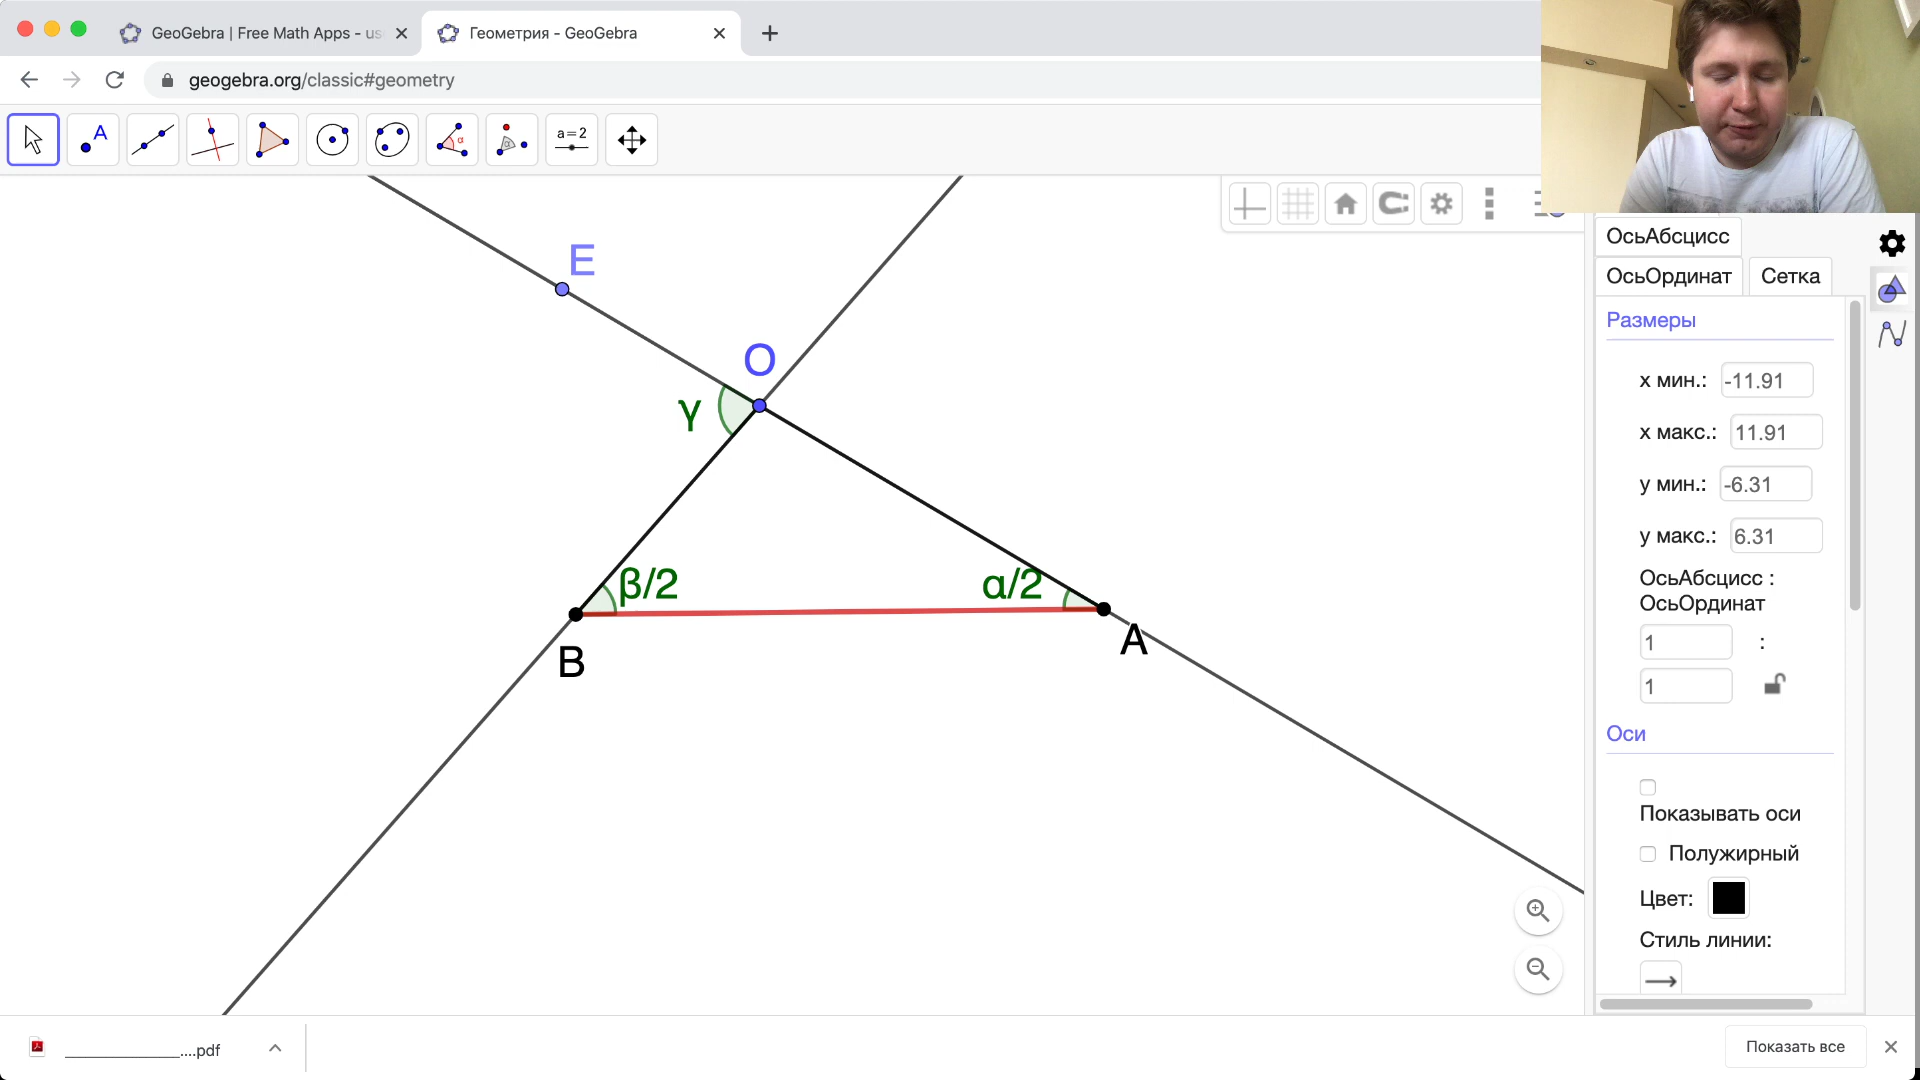 GeoGebra | Free Math Apps - us
Геометрия - GeoGebra
geogebra.org/classic#geometry
A
α
α
a=2
E
O
γ
β/2
α/2
B
A
ОсьАбсцисс
ОсьОрдинат
Сетка
Размеры
х мин.: -11.91
х макс.: 11.91
у мин.: -6.31
у макс.: 6.31
ОсьАбсцисс :
ОсьОрдинат
1 :
1
Оси
Показывать оси
Полужирный
Цвет:
Стиль линии:
______________....pdf
Показать все